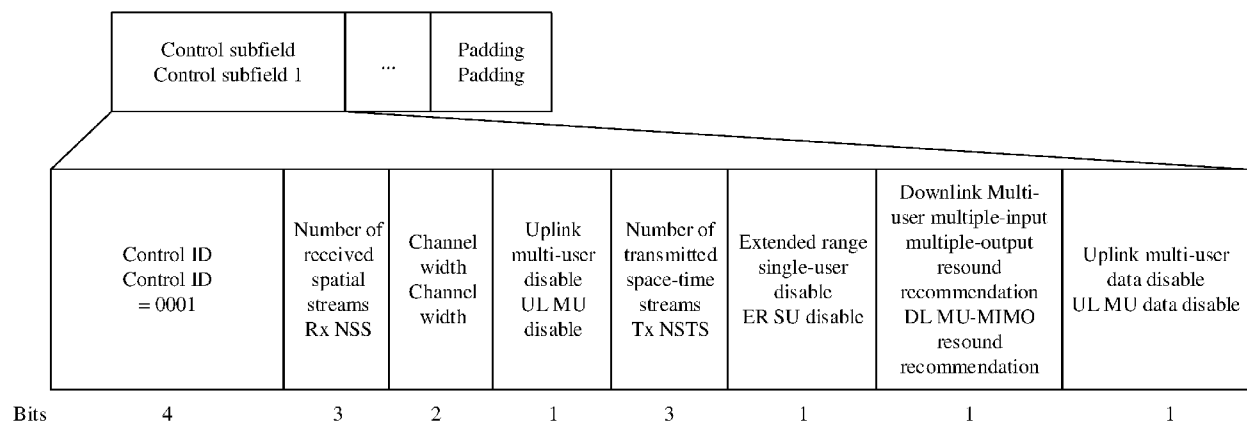 Control subfield
Control subfield 1
...
Padding
Padding
Control ID
Control ID
= 0001
Number of
received
spatial
streams
Rx NSS
Channel
width
Channel
width
Uplink
multi-user
disable
UL MU
disable
Number of
transmitted
space-time
streams
Tx NSTS
Extended range
single-user
disable
ER SU disable
Downlink Multi-
user multiple-input
multiple-output
resound
recommendation
DL MU-MIMO
resound
recommendation
Uplink multi-user
data disable
UL MU data disable
Bits 4 3 2 1 3 1 1 1